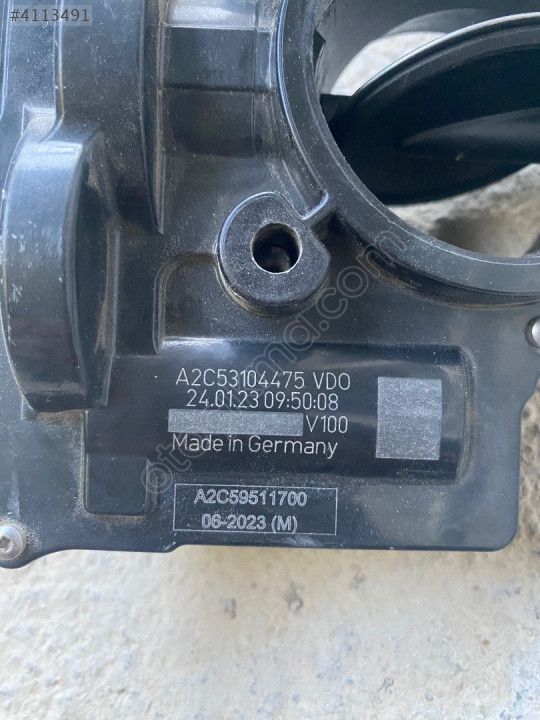 #4113491
A2C53104475 VDO
24.01.23 09:50:08
V100
Made in Germany
A2C59511700
06-2023 (M)